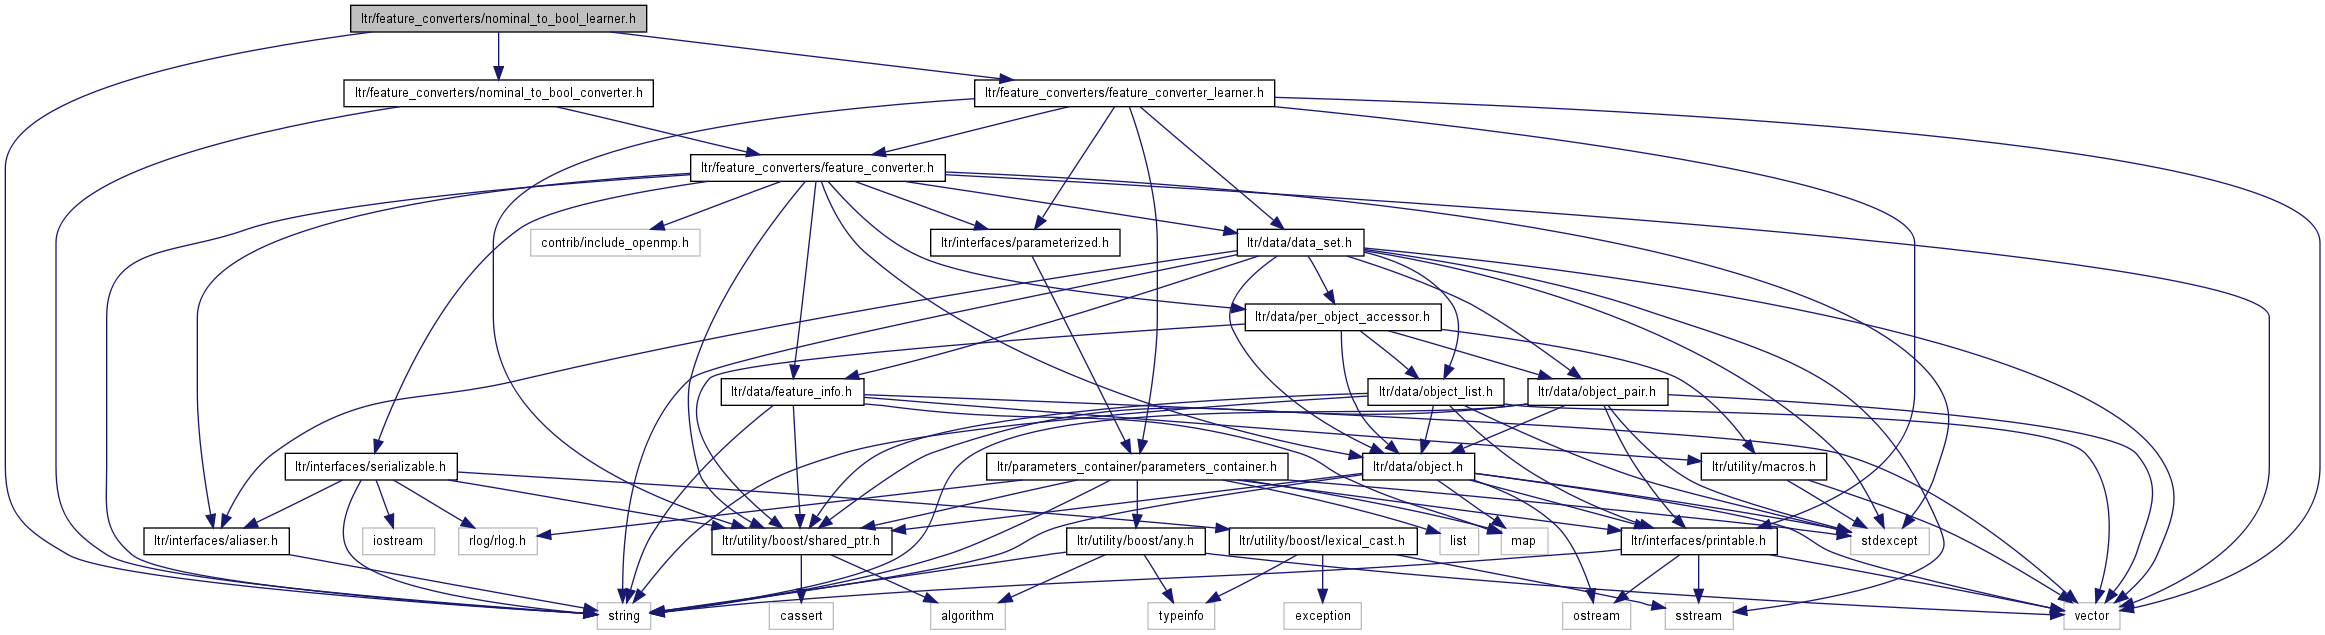 ltr/feature_converters/nominal_to_bool_learner.h
ltr/feature_converters/nominal_to_bool_converter.h
ltr/feature_converters/feature_converter_learner.h
ltr/feature_converters/feature_converter.h
contrib/include_openmp.h
ltr/interfaces/parameterized.h
ltr/data/data_set.h
ltr/data/per_object_accessor.h
ltr/data/feature_info.h
ltr/data/object_list.h
ltr/data/object_pair.h
ltr/interfaces/serializable.h
ltr/parameters_container/parameters_container.h
ltr/data/object.h
ltr/utility/macros.h
ltr/interfaces/aliaser.h
iostream
rlog/rlog.h
ltr/utility/boost/shared_ptr.h
ltr/utility/boost/any.h
ltr/utility/boost/lexical_cast.h
list
map
ltr/interfaces/printable.h
stdexcept
string
cassert
algorithm
typeinfo
exception
ostream
sstream
vector